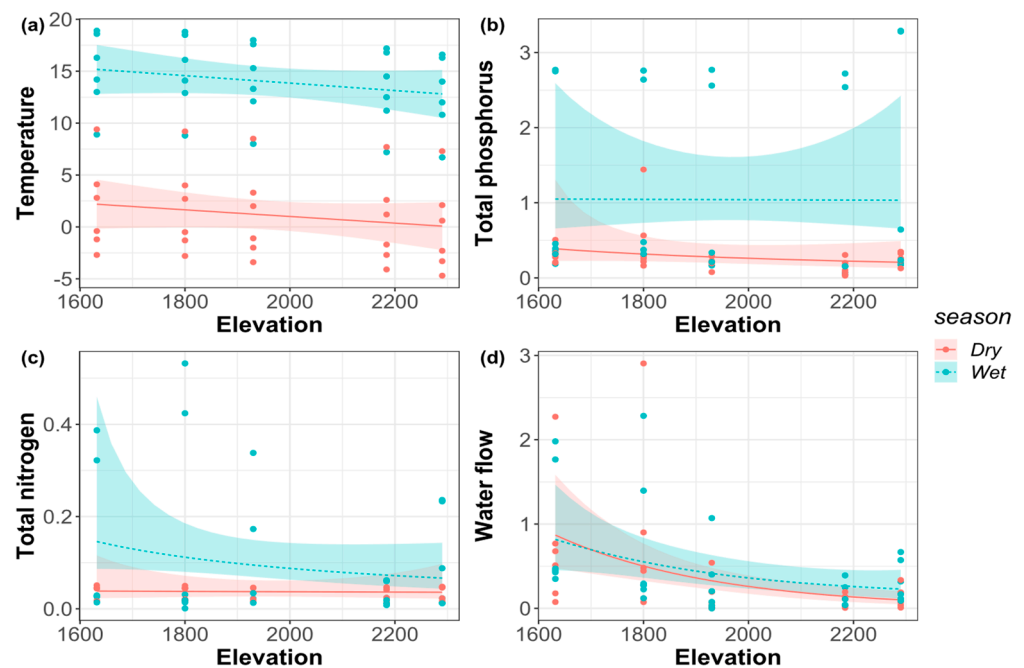 (a)
20
15
10
5
0
-5
Temperature
1600 1800 2000 2200
Elevation
(b)
3
2
1
0
Total phosphorus
1600 1800 2000 2200
Elevation
season
Dry
Wet
(c)
0.4
0.2
0.0
Total nitrogen
1600 1800 2000 2200
Elevation
(d)
3
2
1
0
Water flow
1600 1800 2000 2200
Elevation